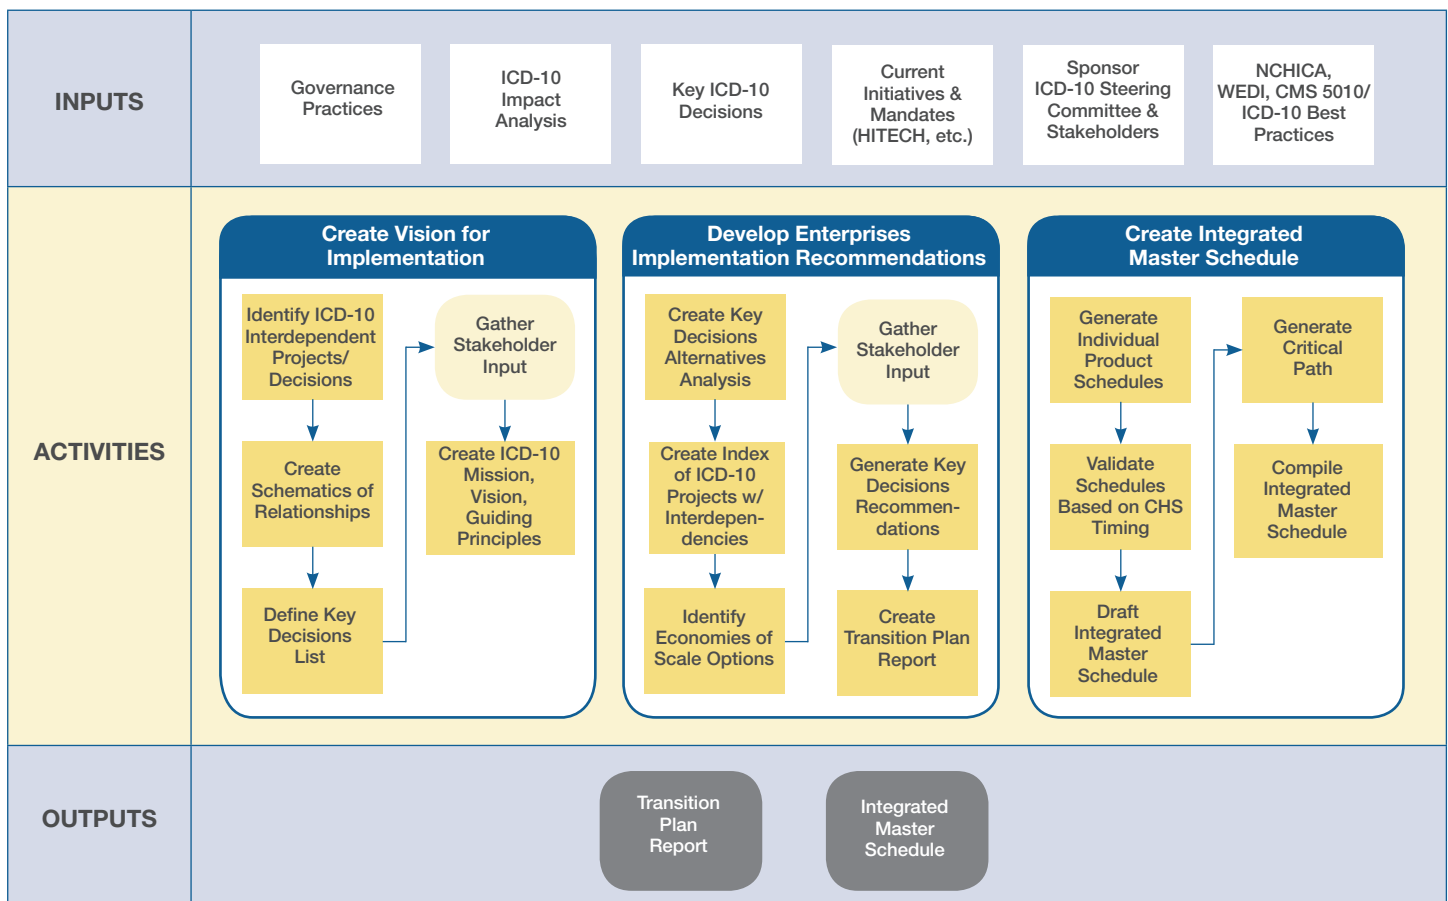 INPUTS
Governance
Practices
ICD-10
Impact
Analysis
Key ICD-10
Decisions
Current
Initiatives &
Mandates
(HITECH, etc.)
Sponsor
ICD-10 Steering
Committee &
Stakeholders
NCHICA,
WEDI, CMS 5010/
ICD-10 Best
Practices
ACTIVITIES
Create Vision for
Implementation
Identify ICD-10
Interdependent
Projects/
Decisions
Create
Schematics of
Relationships
Define Key
Decisions
List
Gather
Stakeholder
Input
Create ICD-10
Mission,
Vision,
Guiding
Principles
Develop Enterprises
Implementation Recommendations
Create Key
Decisions
Alternatives
Analysis
Create Index
of ICD-10
Projects w/
Interdepen-
dencies
Identify
Economies of
Scale Options
Gather
Stakeholder
Input
Generate Key
Decisions
Recommen-
dations
Create
Transition Plan
Report
Create Integrated
Master Schedule
Generate
Individual
Product
Schedules
Validate
Schedules
Based on CHS
Timing
Draft
Integrated
Master
Schedule
Generate
Critical
Path
Compile
Integrated
Master
Schedule
OUTPUTS
Transition
Plan
Report
Integrated
Master
Schedule